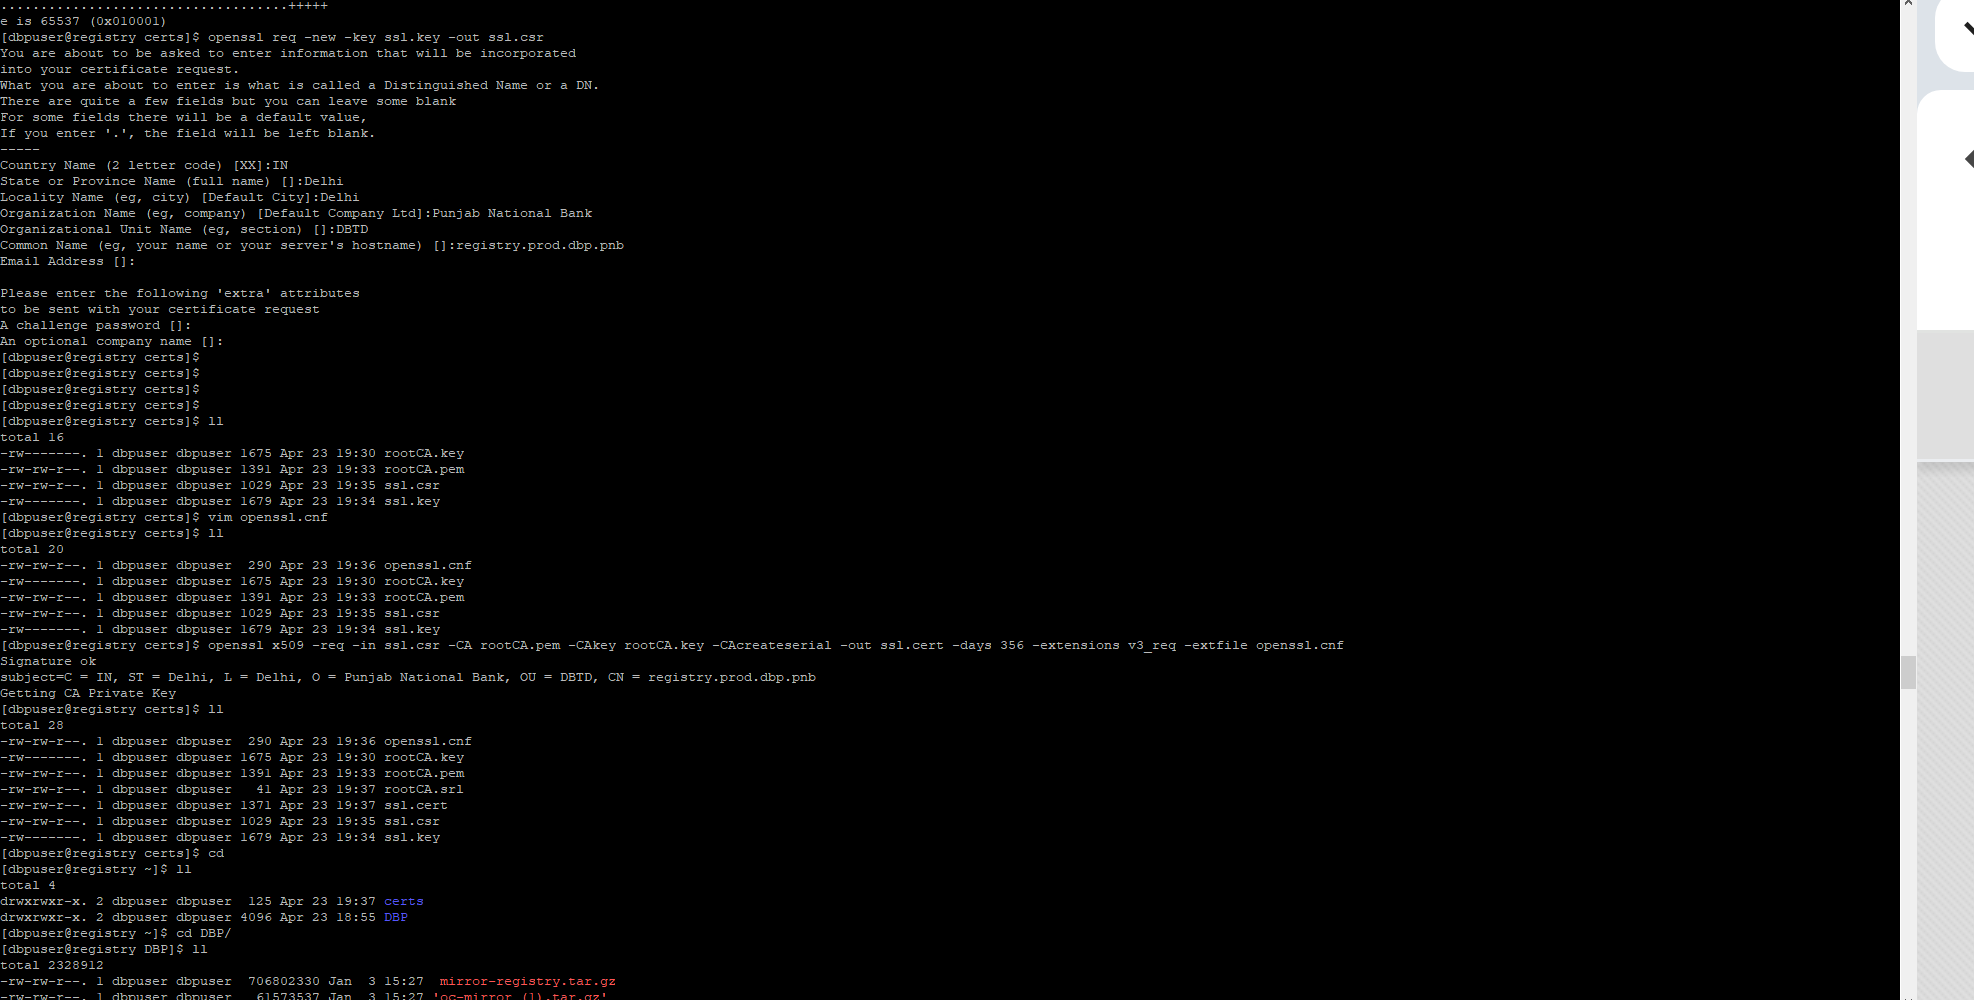 ....................................+++++
e is 65537 (0x010001)
[dbpuser@registry certs]$ openssl req -new -key ssl.key -out ssl.csr
You are about to be asked to enter information that will be incorporated
into your certificate request.
What you are about to enter is what is called a Distinguished Name or a DN.
There are quite a few fields but you can leave some blank
For some fields there will be a default value,
If you enter '.', the field will be left blank.
-----
Country Name (2 letter code) [XX]:IN
State or Province Name (full name) []:Delhi
Locality Name (eg, city) [Default City]:Delhi
Organization Name (eg, company) [Default Company Ltd]:Punjab National Bank
Organizational Unit Name (eg, section) []:DBTD
Common Name (eg, your name or your server's hostname) []:registry.prod.dbp.pnb
Email Address []:

Please enter the following 'extra' attributes
to be sent with your certificate request
A challenge password []:
An optional company name []:
[dbpuser@registry certs]$
[dbpuser@registry certs]$
[dbpuser@registry certs]$
[dbpuser@registry certs]$
[dbpuser@registry certs]$ ll
total 16
-rw-------. 1 dbpuser dbpuser 1675 Apr 23 19:30 rootCA.key
-rw-rw-r--. 1 dbpuser dbpuser 1391 Apr 23 19:33 rootCA.pem
-rw-rw-r--. 1 dbpuser dbpuser 1029 Apr 23 19:35 ssl.csr
-rw-------. 1 dbpuser dbpuser 1679 Apr 23 19:34 ssl.key
[dbpuser@registry certs]$ vim openssl.cnf
[dbpuser@registry certs]$ ll
total 20
-rw-rw-r--. 1 dbpuser dbpuser  290 Apr 23 19:36 openssl.cnf
-rw-------. 1 dbpuser dbpuser 1675 Apr 23 19:30 rootCA.key
-rw-rw-r--. 1 dbpuser dbpuser 1391 Apr 23 19:33 rootCA.pem
-rw-rw-r--. 1 dbpuser dbpuser 1029 Apr 23 19:35 ssl.csr
-rw-------. 1 dbpuser dbpuser 1679 Apr 23 19:34 ssl.key
[dbpuser@registry certs]$ openssl x509 -req -in ssl.csr -CA rootCA.pem -CAkey rootCA.key -CAcreateserial -out ssl.cert -days 356 -extensions v3_req -extfile openssl.cnf
Signature ok
subject=C = IN, ST = Delhi, L = Delhi, O = Punjab National Bank, OU = DBTD, CN = registry.prod.dbp.pnb
Getting CA Private Key
[dbpuser@registry certs]$ ll
total 28
-rw-rw-r--. 1 dbpuser dbpuser  290 Apr 23 19:36 openssl.cnf
-rw-------. 1 dbpuser dbpuser 1675 Apr 23 19:30 rootCA.key
-rw-rw-r--. 1 dbpuser dbpuser 1391 Apr 23 19:33 rootCA.pem
-rw-rw-r--. 1 dbpuser dbpuser   41 Apr 23 19:37 rootCA.srl
-rw-rw-r--. 1 dbpuser dbpuser 1371 Apr 23 19:37 ssl.cert
-rw-rw-r--. 1 dbpuser dbpuser 1029 Apr 23 19:35 ssl.csr
-rw-------. 1 dbpuser dbpuser 1679 Apr 23 19:34 ssl.key
[dbpuser@registry certs]$ cd
[dbpuser@registry ~]$ ll
total 4
drwxrwxr-x. 2 dbpuser dbpuser  125 Apr 23 19:37 certs
drwxrwxr-x. 2 dbpuser dbpuser 4096 Apr 23 18:55 DBP
[dbpuser@registry ~]$ cd DBP/
[dbpuser@registry DBP]$ ll
total 2328912
-rw-rw-r--. 1 dbpuser dbpuser  706802330 Jan  3 15:27  mirror-registry.tar.gz
-rw-rw-r--. 1 dbpuser dbpuser   61573537 Jan  3 15:27 'oc-mirror (1).tar.gz'